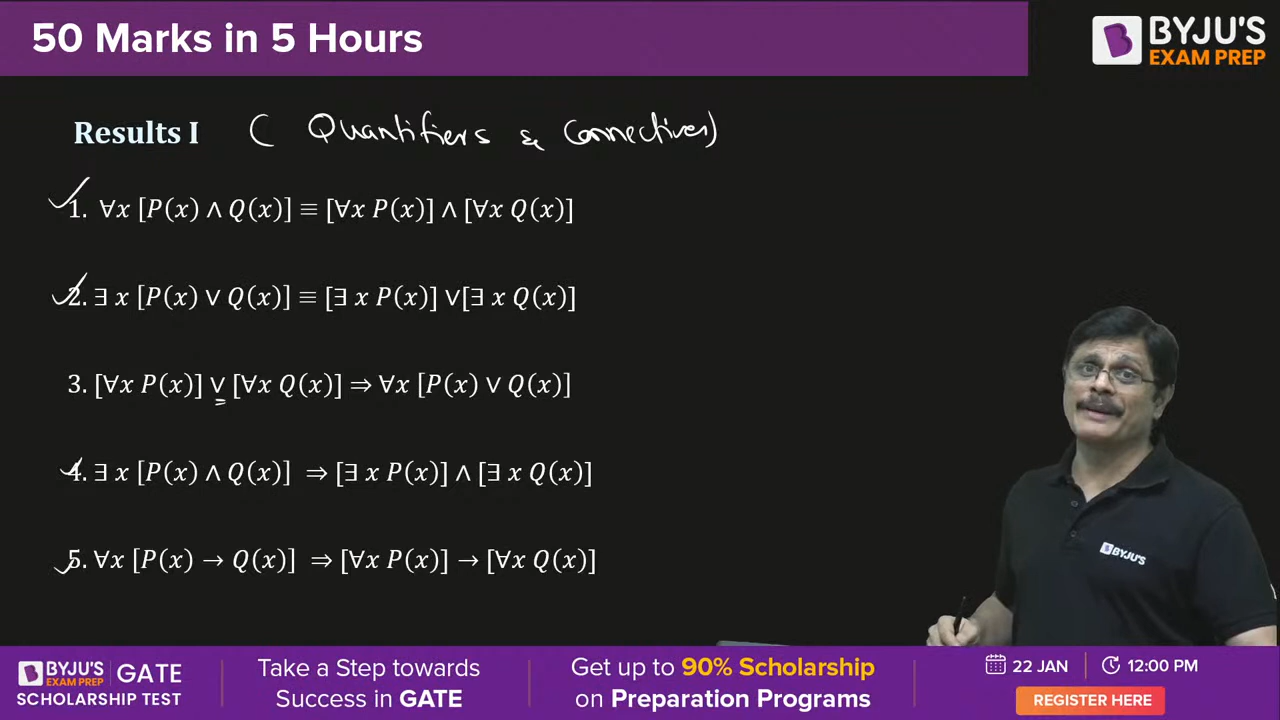 50 Marks in 5 Hours
BYJU'S
EXAM PREP
Results I ( Quantifiers & Connectives)
1. ∀x [P(x) ∧ Q(x)] ≡ [∀x P(x)] ∧ [∀x Q(x)]
2. ∃ x [P(x) ∨ Q(x)] ≡ [∃ x P(x)] ∨[∃ x Q(x)]
3. [∀x P(x)] ∨ [∀x Q(x)] ⇒ ∀x [P(x) ∨ Q(x)]
4. ∃ x [P(x) ∧ Q(x)] ⇒ [∃ x P(x)] ∧ [∃ x Q(x)]
5. ∀x [P(x) → Q(x)] ⇒ [∀x P(x)] → [∀x Q(x)]
BYJU'S
BYJU'S EXAM PREP GATE
SCHOLARSHIP TEST
Take a Step towards
Success in GATE
Get up to 90% Scholarship
on Preparation Programs
22 JAN 12:00 PM
REGISTER HERE